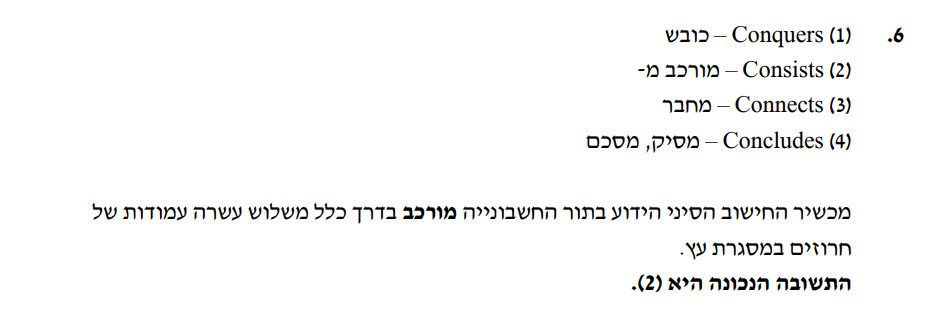 6. (1) Conquers – כובש
(2) Consists – מורכב מ-
(3) Connects – מחבר
(4) Concludes – מסיק, מסכם
מכשיר החישוב הסיני הידוע בתור החשבונייה מורכב בדרך כלל משלוש עשרה עמודות של
חרוזים במסגרת עץ.
התשובה הנכונה היא (2).